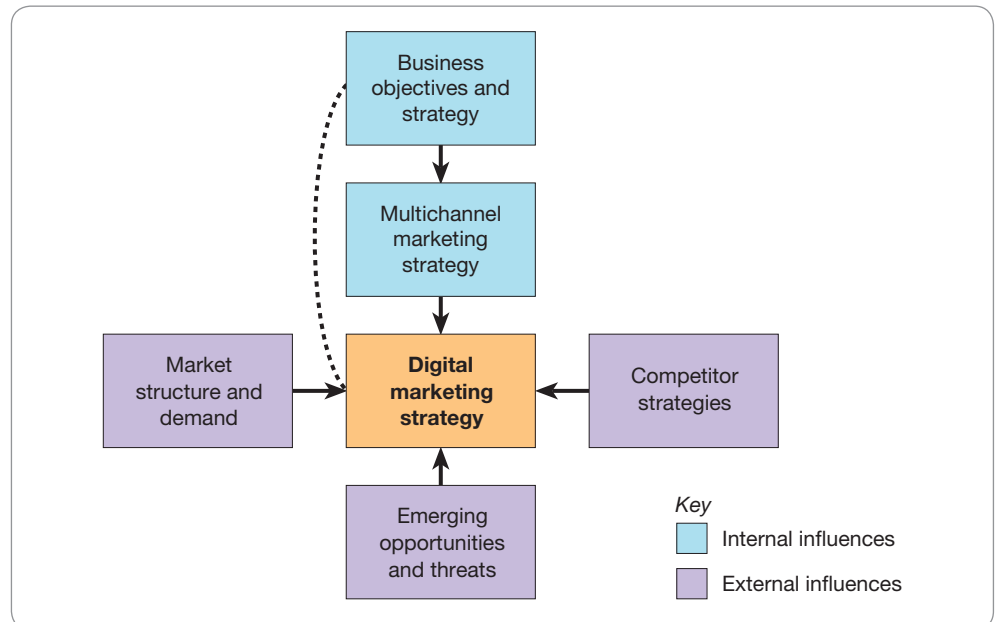 Business
objectives and
strategy
Multichannel
marketing
strategy
Market
structure and
demand
Digital
marketing
strategy
Competitor
strategies
Emerging
opportunities
and threats
Key
Internal influences
External influences